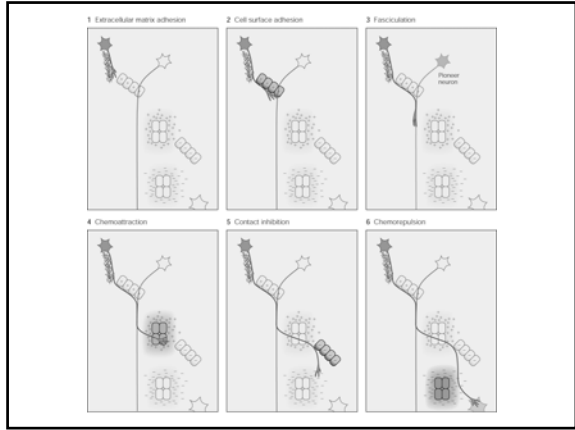 1 Extracellular matrix adhesion
2 Cell surface adhesion
3 Fasciculation
Pioneer
neuron
4 Chemoattraction
5 Contact inhibition
6 Chemorepulsion